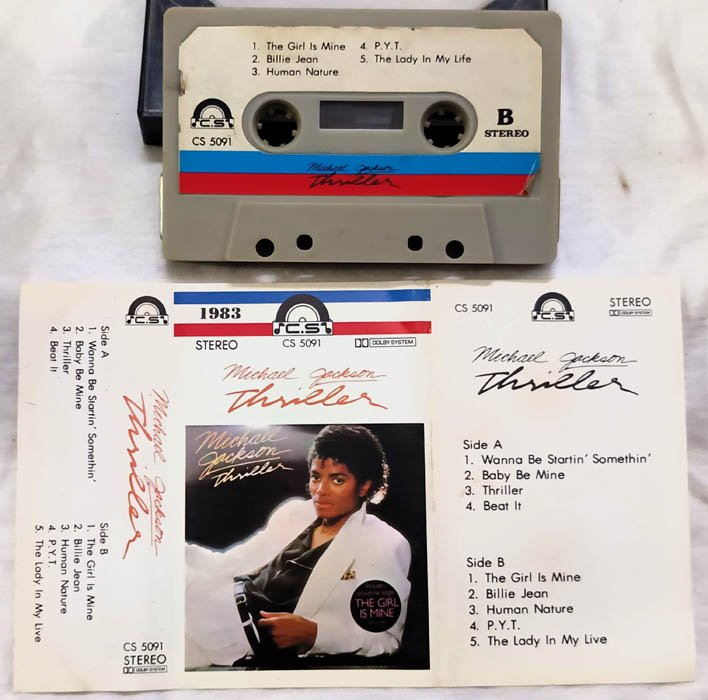 1. The Girl Is Mine
2. Billie Jean
3. Human Nature
4. P.Y.T.
5. The Lady In My Life
C.S
CS 5091
B
STEREO
Michael Jackson
Thriller
C.S
Side A
1. Wanna Be Startin' Somethin'
2. Baby Be Mine
3. Thriller
4. Beat It
Michael Jackson
Thriller
Side B
1. The Girl Is Mine
2. Billie Jean
3. Human Nature
4. P.Y.T.
5. The Lady In My Live
CS 5091
STEREO
DOLBY SYSTEM
1983
C.S
STEREO
CS 5091
DOLBY SYSTEM
Michael Jackson
Thriller
Michael
Jackson
Thriller
THE GIRL
IS MINE
CS 5091
C.S
STEREO
DOLBY SYSTEM
Michael Jackson
Thriller
Side A
1. Wanna Be Startin' Somethin'
2. Baby Be Mine
3. Thriller
4. Beat It
Side B
1. The Girl Is Mine
2. Billie Jean
3. Human Nature
4. P.Y.T.
5. The Lady In My Live